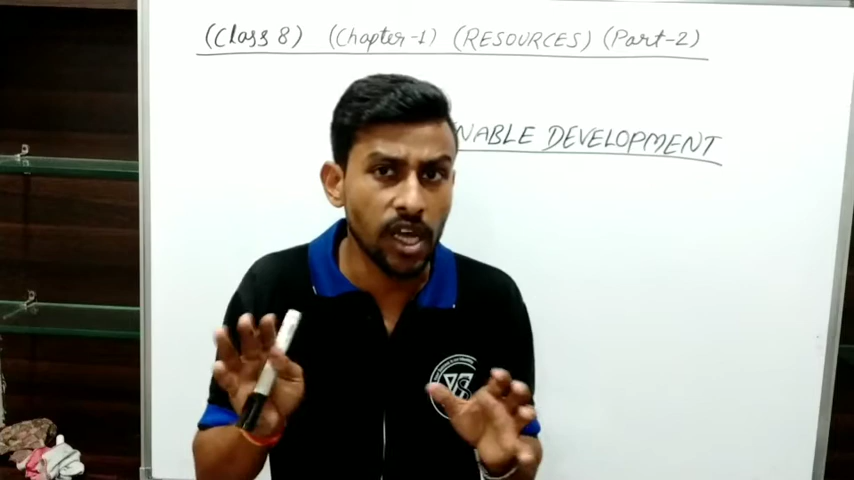 (Class 8) (Chapter-1) (RESOURCES) (Part-2)
NABLE DEVELOPMENT